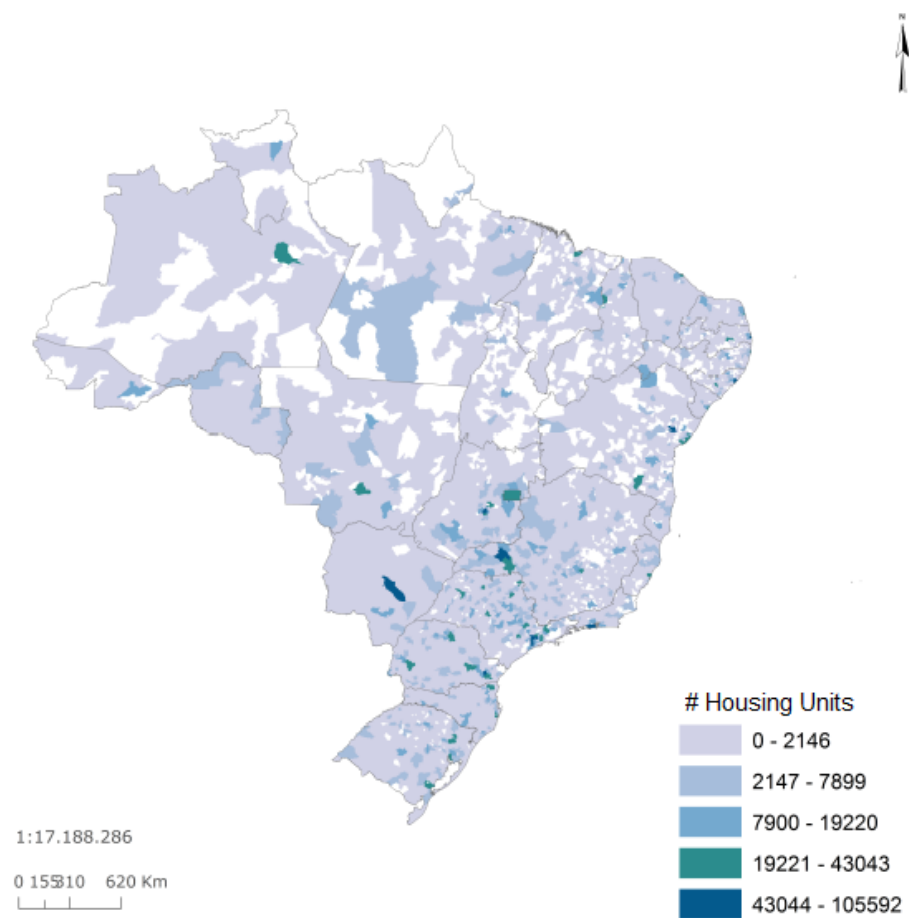 N
# Housing Units
0 - 2146
2147 - 7899
7900 - 19220
19221 - 43043
43044 - 105592
1:17.188.286
0 155310 620 Km